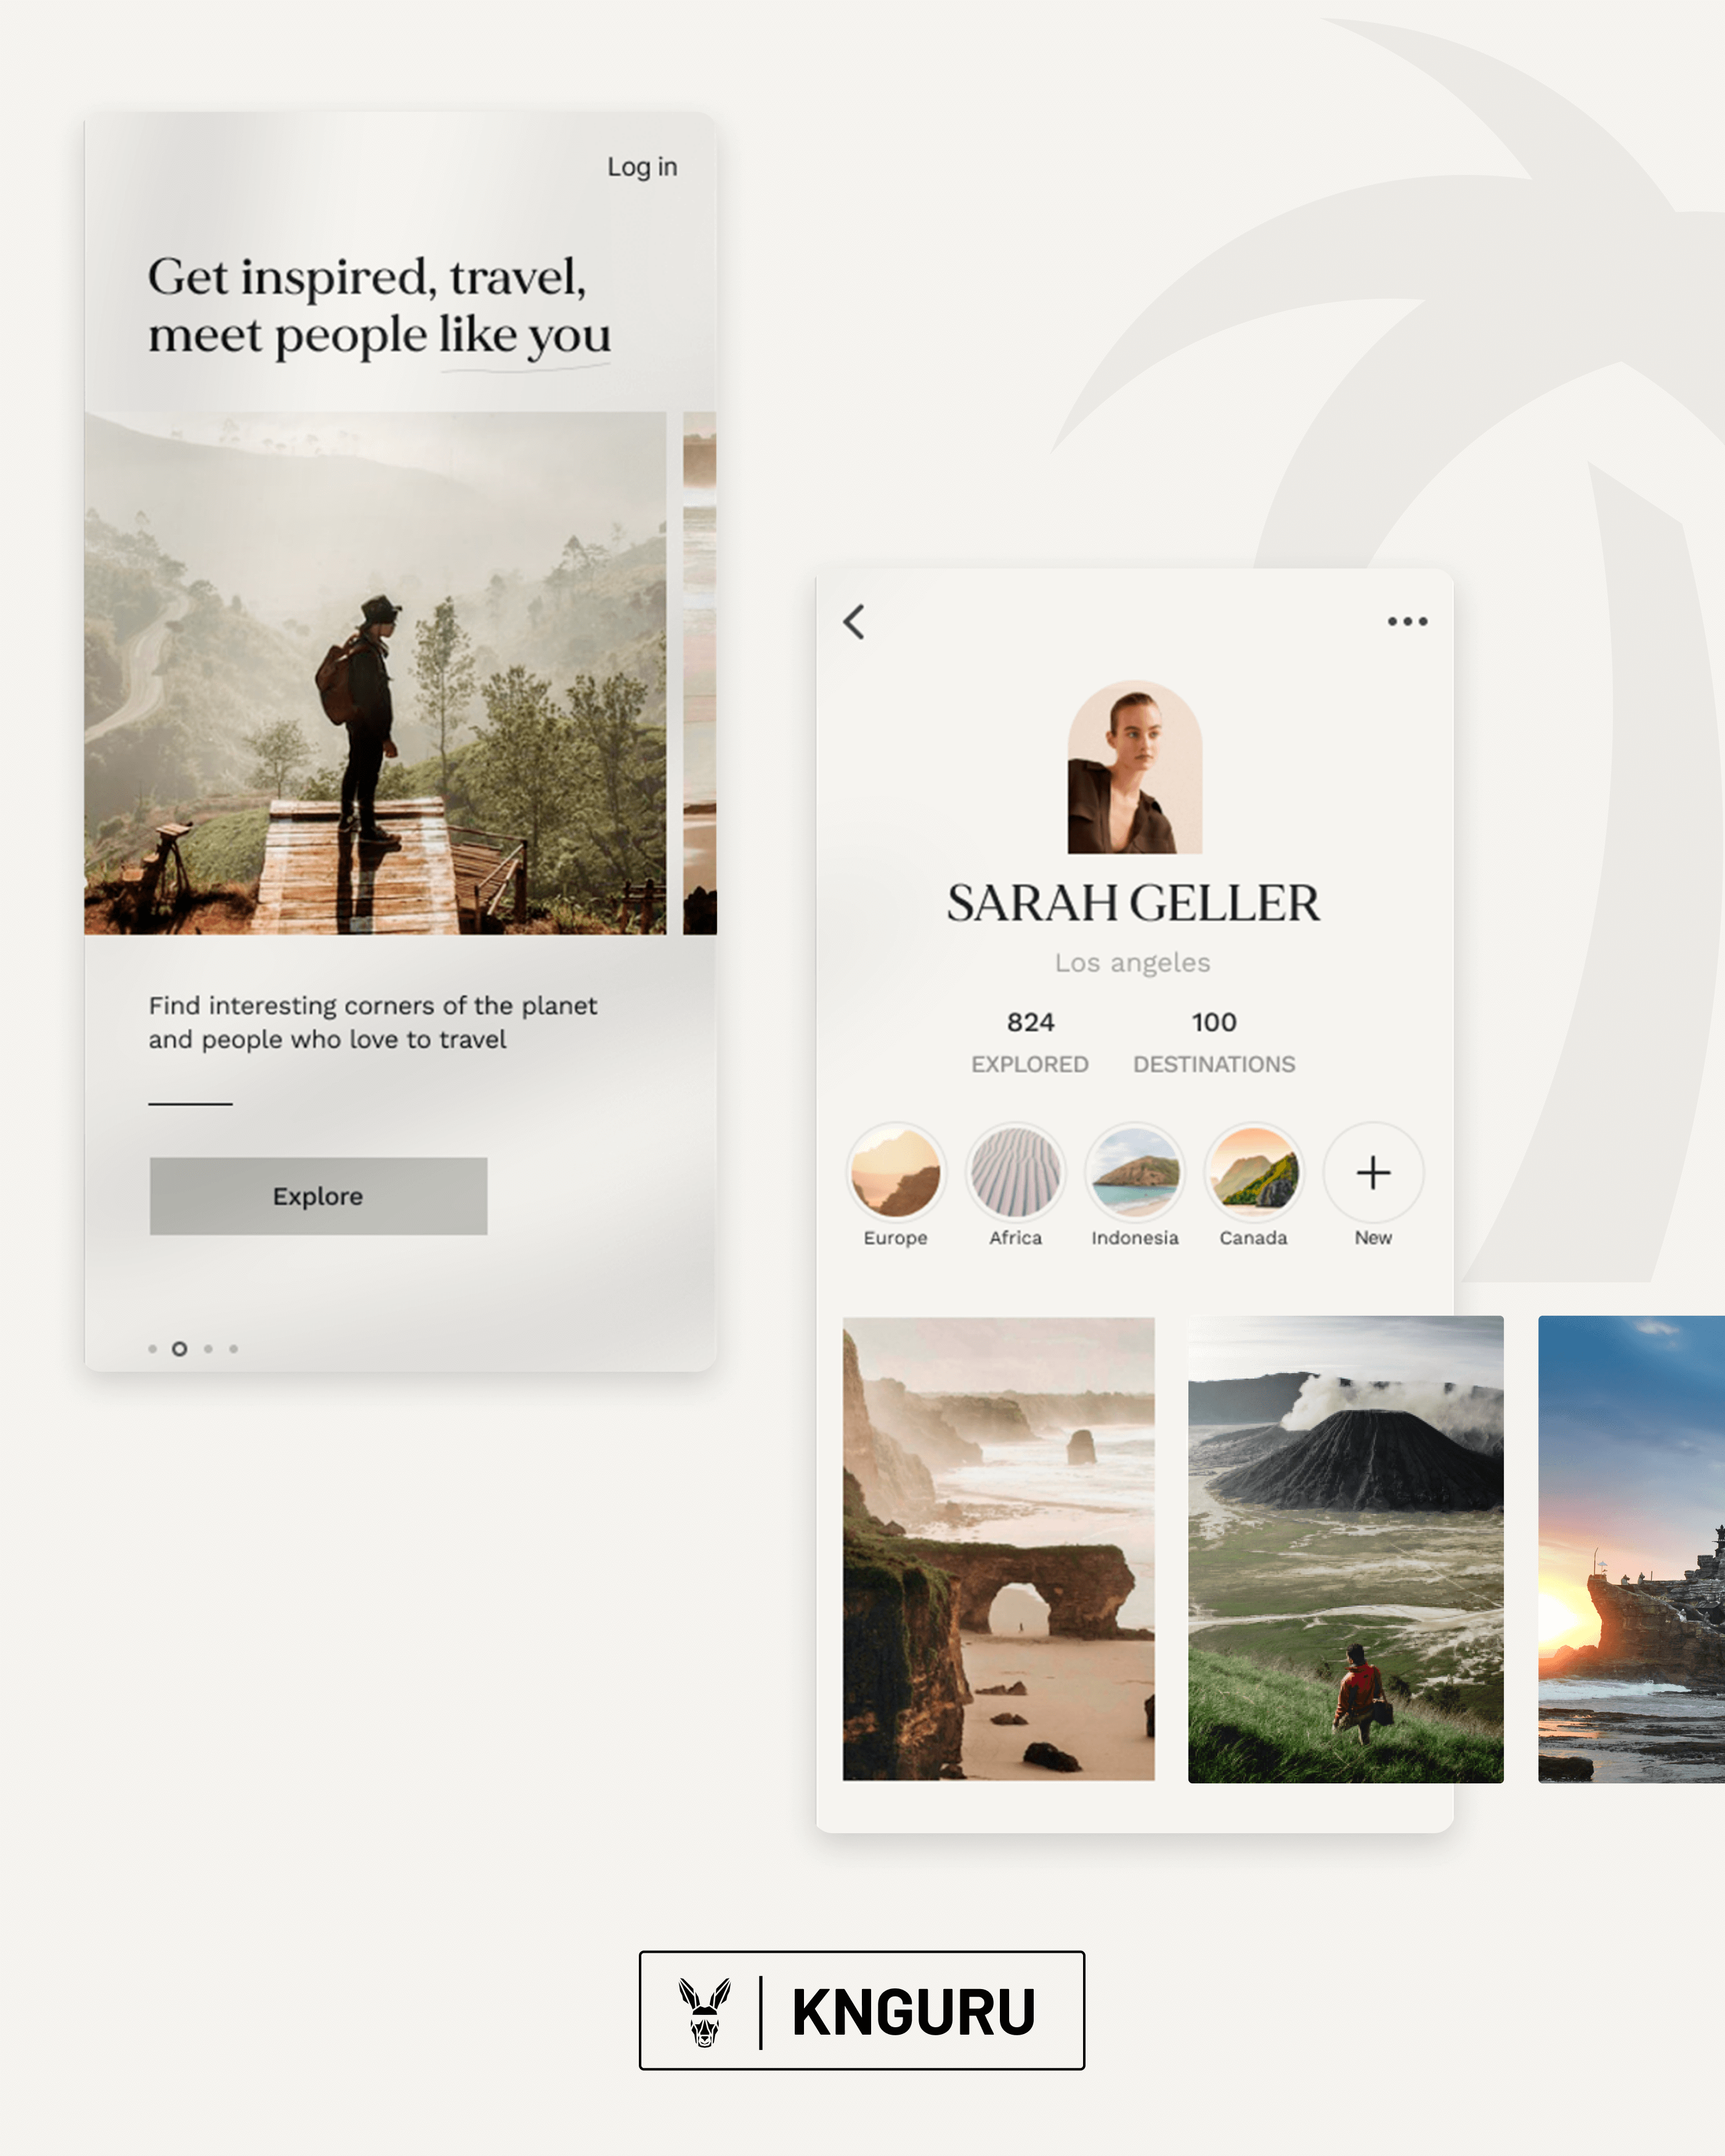 Log in
Get inspired, travel,
meet people like you
Find interesting corners of the planet
and people who love to travel
Explore
SARAH GELLER
Los angeles
824
EXPLORED
100
DESTINATIONS
Europe
Africa
Indonesia
Canada
New
KNGURU